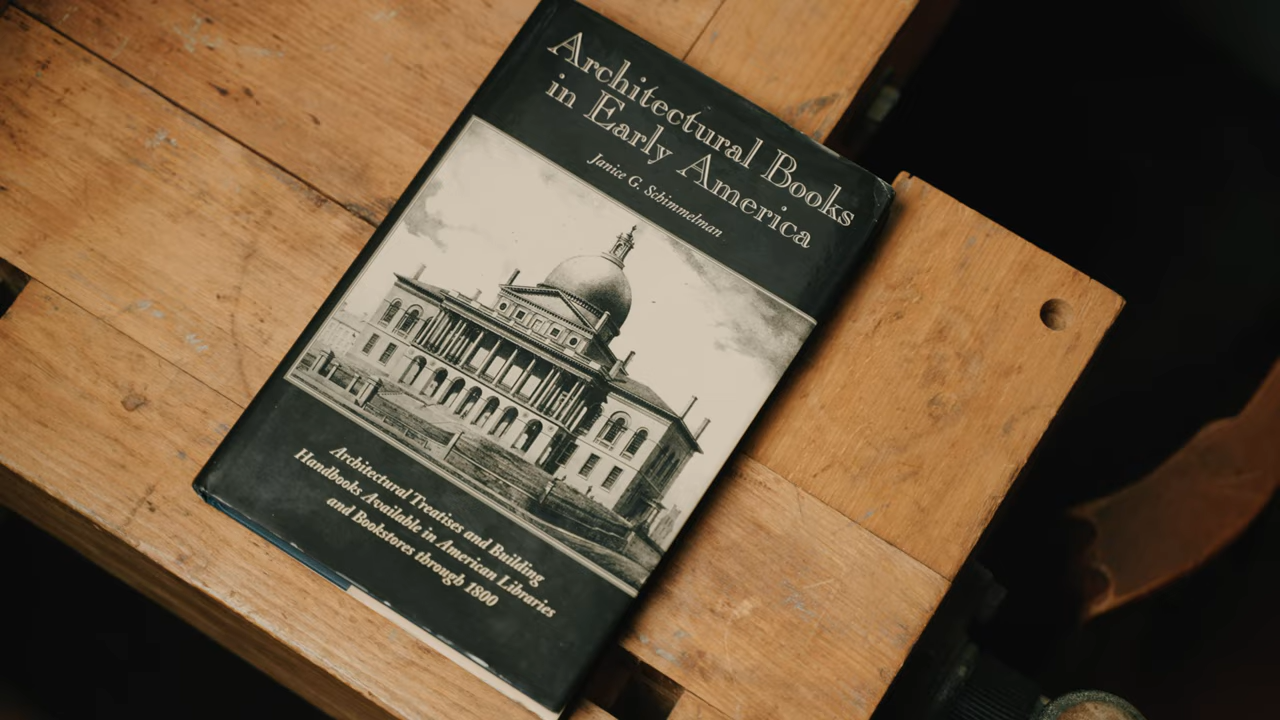 Architectural Books
in Early America
Janice G. Schimmelman
Architectural Treatises and Building
Handbooks Available in American Libraries
and Bookstores through 1800